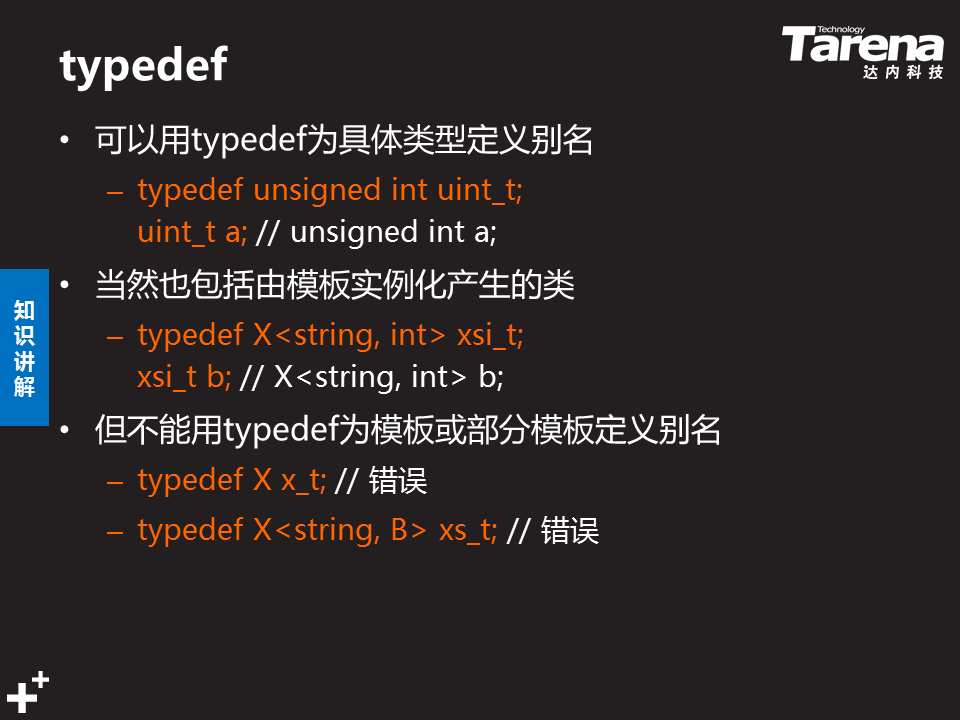 typedef
Technology
Tarena
达内科技
• 可以用typedef为具体类型定义别名
– typedef unsigned int uint_t;
uint_t a; // unsigned int a;
• 当然也包括由模板实例化产生的类
– typedef X<string, int> xsi_t;
xsi_t b; // X<string, int> b;
• 但不能用typedef为模板或部分模板定义别名
– typedef X x_t; // 错误
– typedef X<string, B> xs_t; // 错误
知识讲解